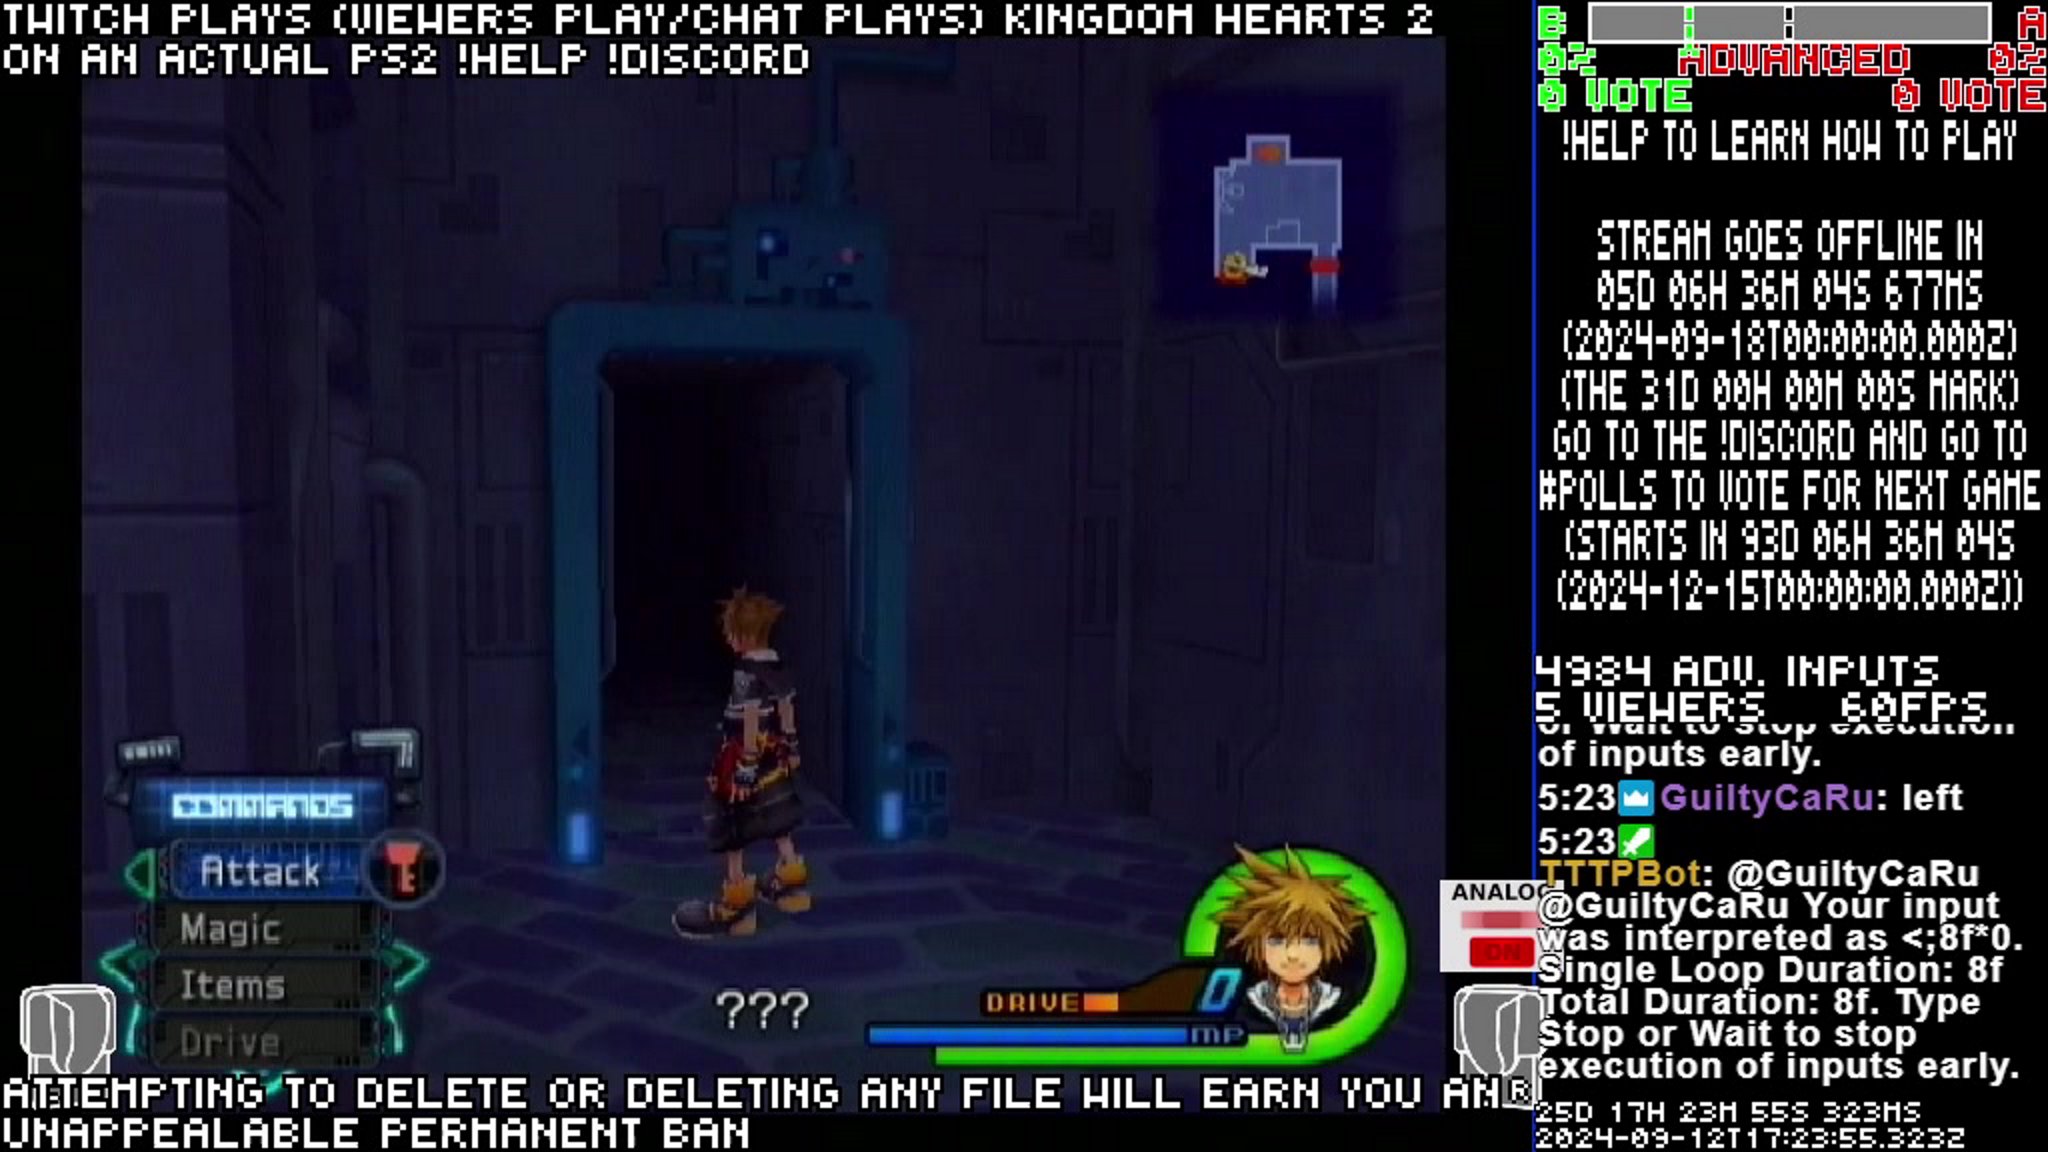 TWITCH PLAYS (VIEWERS PLAY/CHAT PLAYS) KINGDOM HEARTS 2
ON AN ACTUAL PS2 !HELP !DISCORD
B
A
0%
ADVANCED
0%
0 VOTE
0 VOTE
!HELP TO LEARN HOW TO PLAY
STREAM GOES OFFLINE IN
05D 06H 36M 04S 677MS
(2024-09-18T00:00:00.000Z)
(THE 31D 00H 00M 00S MARK)
GO TO THE !DISCORD AND GO TO
#POLLS TO VOTE FOR NEXT GAME
(STARTS IN 93D 06H 36M 04S
(2024-12-15T00:00:00.000Z))
4984 ADV. INPUTS
5 VIEWERS 60FPS
or Wait to stop execution
of inputs early.
5:23 GuiltyCaRu: left
5:23
TTTPBot: @GuiltyCaRu
@GuiltyCaRu Your input
was interpreted as <;8f*0.
Single Loop Duration: 8f
Total Duration: 8f. Type
Stop or Wait to stop
execution of inputs early.
25D 17H 23M 55S 323MS
2024-09-12T17:23:55.323Z
COMMANDS
Attack
Magic
Items
Drive
???
DRIVE
0
MP
ANALOG
ON
ATTEMPTING TO DELETE OR DELETING ANY FILE WILL EARN YOU AN
UNAPPEALABLE PERMANENT BAN